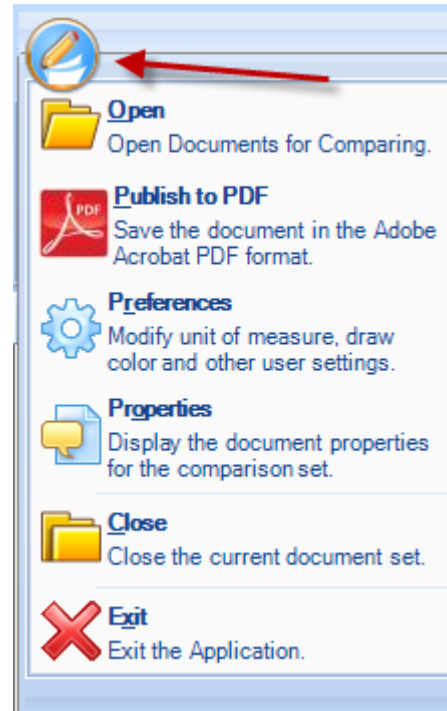 Open
Open Documents for Comparing.
PDF
Publish to PDF
Save the document in the Adobe
Acrobat PDF format.
Preferences
Modify unit of measure, draw
color and other user settings.
Properties
Display the document properties
for the comparison set.
Close
Close the current document set.
Exit
Exit the Application.